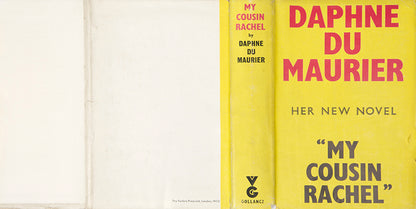 MY
COUSIN
RACHEL
by
DAPHNE
DU
MAURIER
VG
GOLLANCZ
DAPHNE
DU
MAURIER
HER NEW NOVEL
"MY
COUSIN
RACHEL"